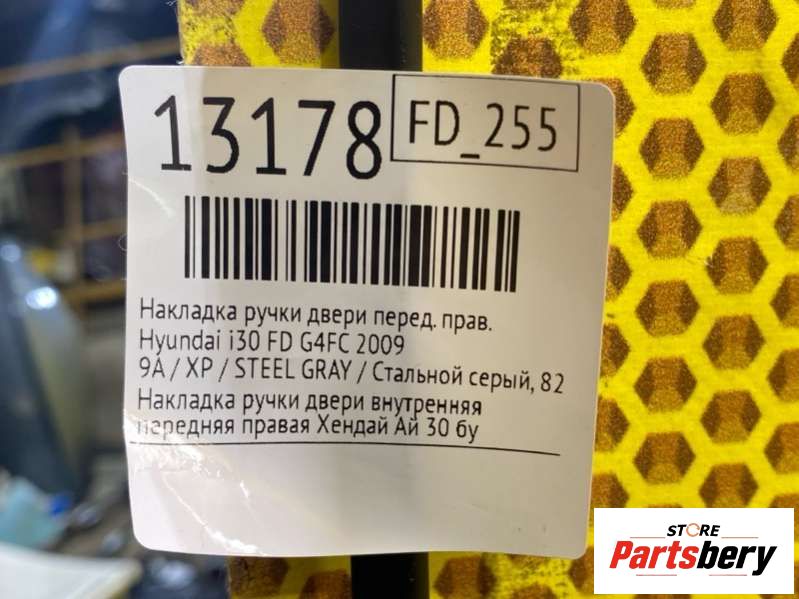 13178
FD_255
Накладка ручки двери перед. прав.
Hyundai i30 FD G4FC 2009
9A / XP / STEEL GRAY / Стальной серый, 82
Накладка ручки двери внутренняя
передняя правая Хендай Ай 30 бу
STORE
Partsbery